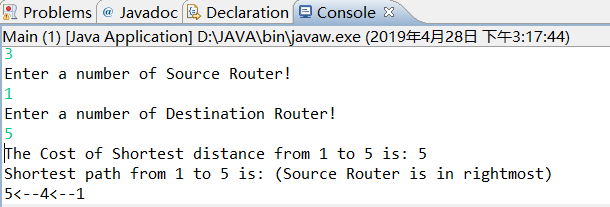 Problems @ Javadoc Declaration Console
Main (1) [Java Application] D:\JAVA\bin\javaw.exe (2019年4月28日 下午3:17:44)
3
Enter a number of Source Router!
1
Enter a number of Destination Router!
5
The Cost of Shortest distance from 1 to 5 is: 5
Shortest path from 1 to 5 is: (Source Router is in rightmost)
5<--4<--1